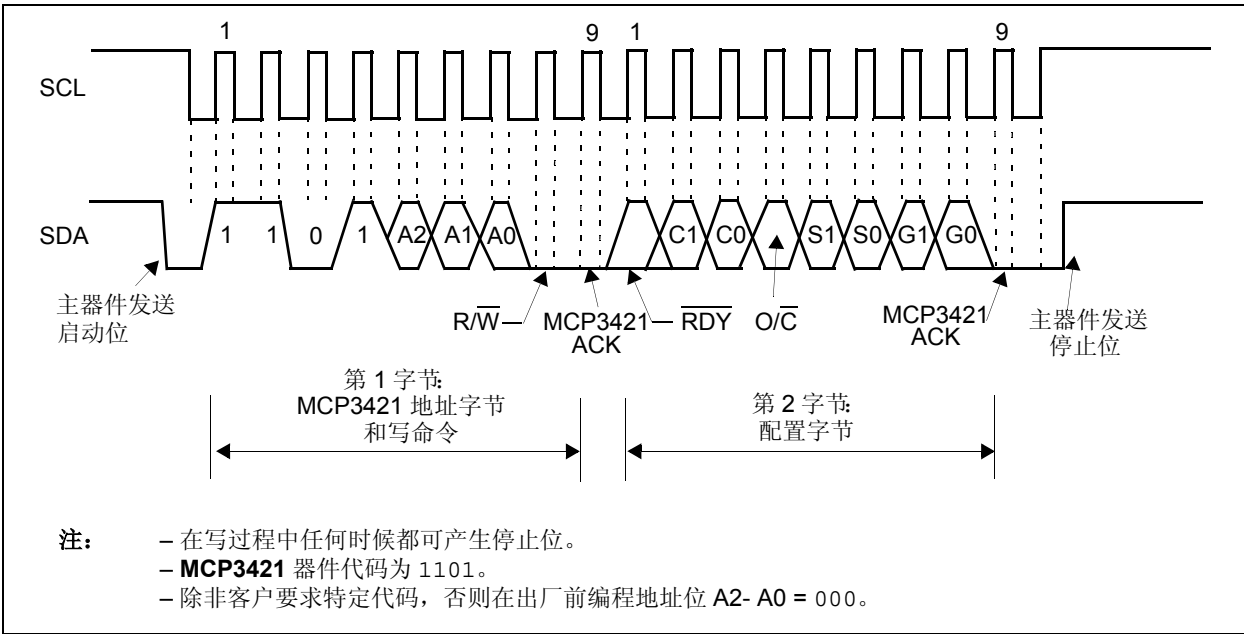 1 9 1 9
SCL
SDA 1 1 0 1 A2 A1 A0 C1 C0 S1 S0 G1 G0
主器件发送
启动位
R/W̅ MCP3421
ACK R̅D̅Y̅ O/C̅ MCP3421
ACK
主器件发送
停止位
第 1 字节:
MCP3421 地址字节
和写命令
第 2 字节:
配置字节
注: – 在写过程中任何时候都可产生停止位。
– MCP3421 器件代码为 1101。
– 除非客户要求特定代码，否则在出厂前编程地址位 A2- A0 = 000。